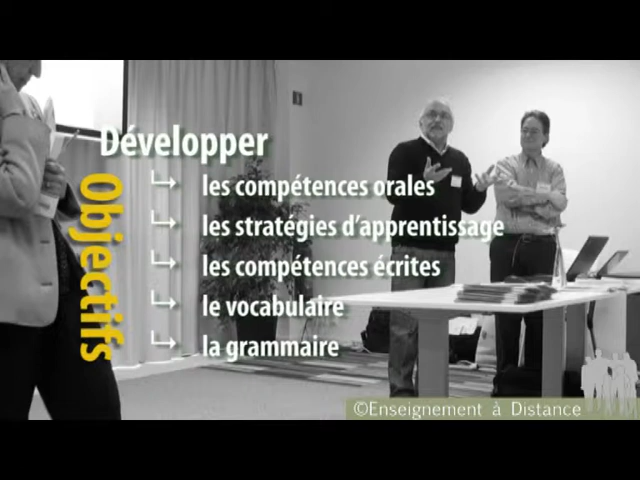 Développer
Objectifs
les compétences orales
les stratégies d'apprentissage
les compétences écrites
le vocabulaire
la grammaire
©Enseignement à Distance